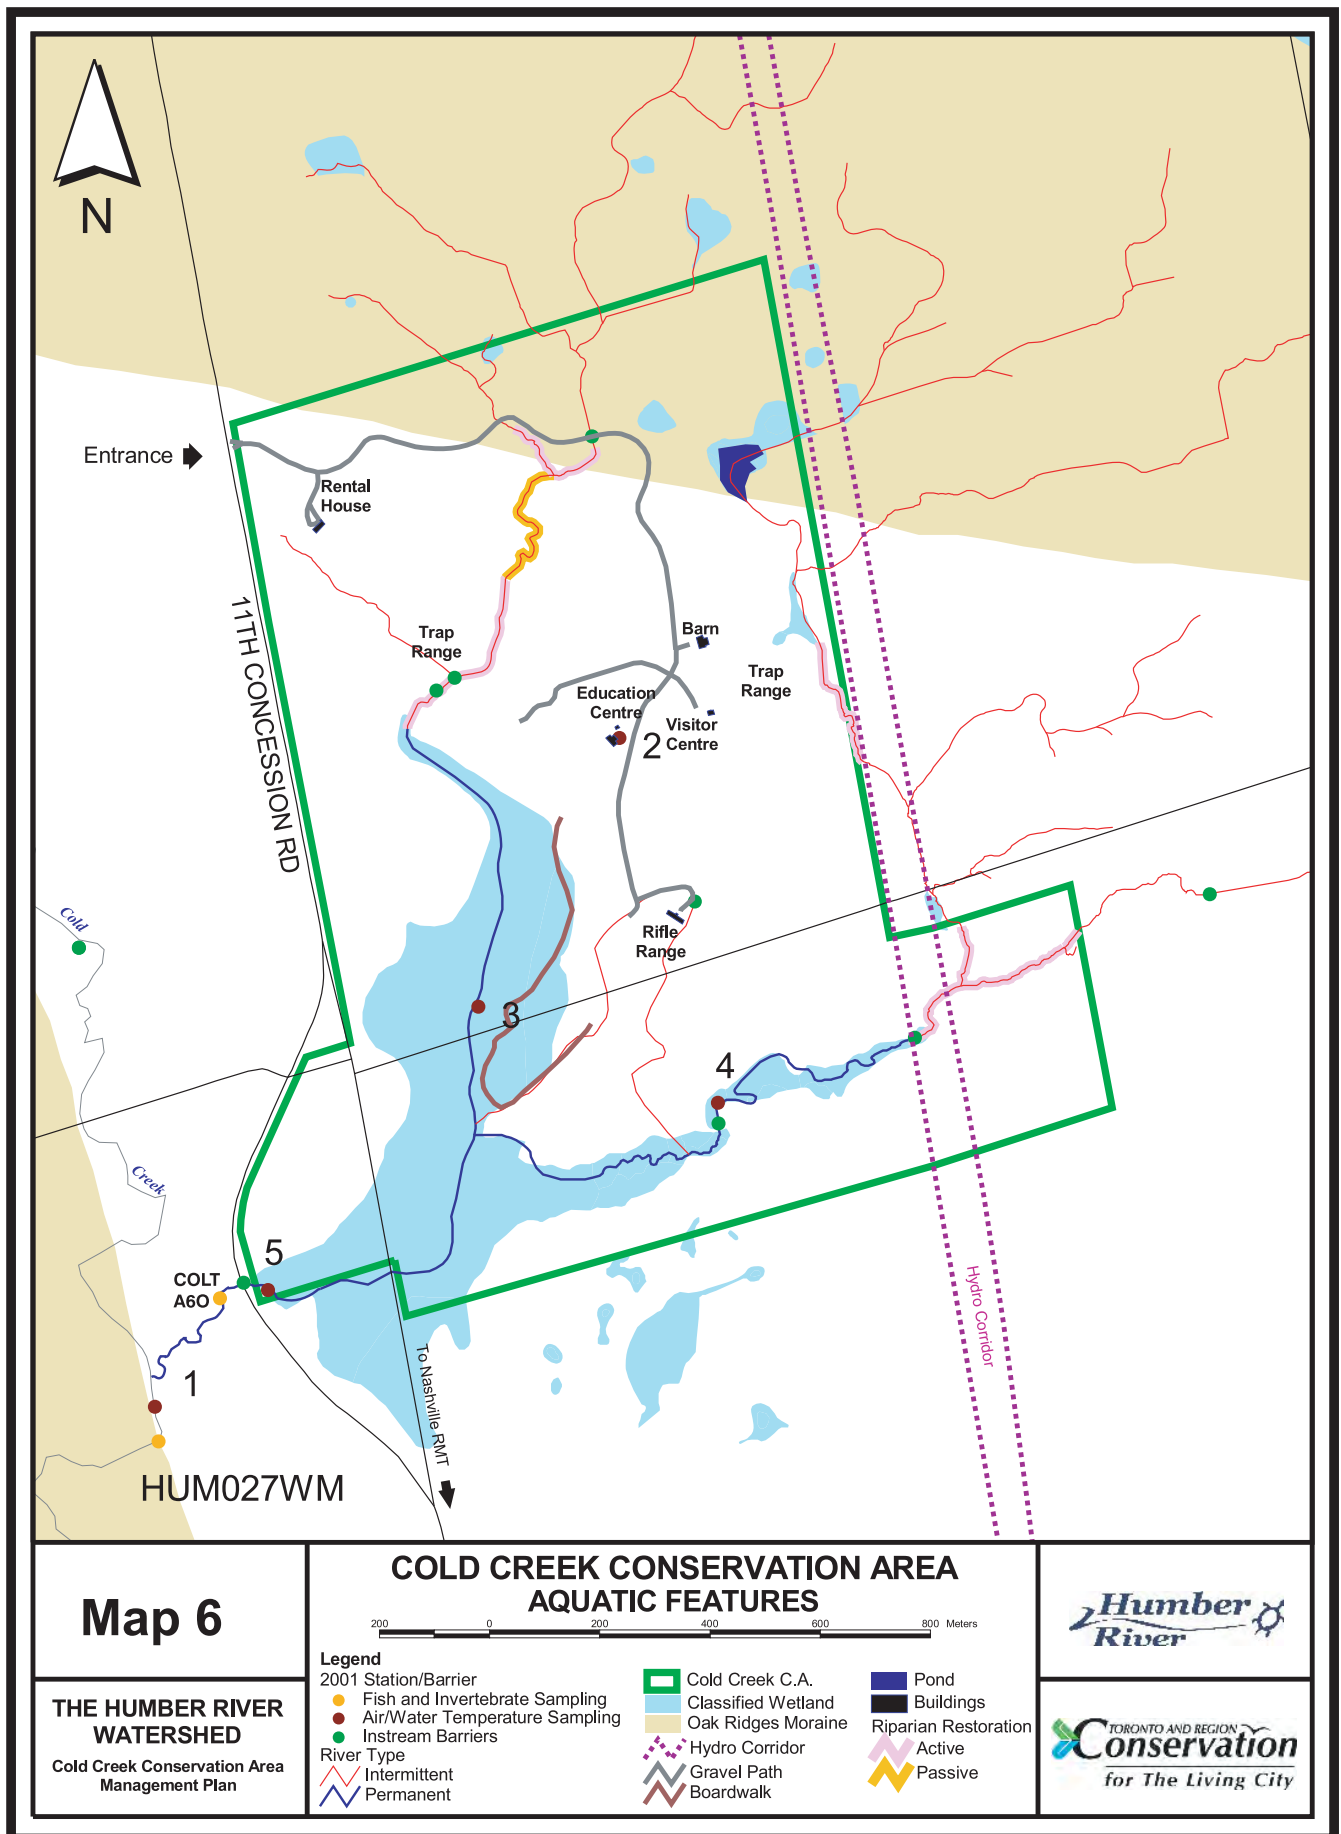 N
Entrance
Rental
House
11TH CONCESSION RD
Trap
Range
Barn
Trap
Range
Education
Centre
Visitor
Centre
2
Rifle
Range
Cold
3
4
Creek
5
COLT
A6O
Hydro Corridor
1
To Nashville RMT
HUM027WM
Map 6
THE HUMBER RIVER
WATERSHED
Cold Creek Conservation Area
Management Plan
COLD CREEK CONSERVATION AREA
AQUATIC FEATURES
200 0 200 400 600 800 Meters
Legend
2001 Station/Barrier
Fish and Invertebrate Sampling
Air/Water Temperature Sampling
Instream Barriers
River Type
Intermittent
Permanent
Cold Creek C.A.
Classified Wetland
Oak Ridges Moraine
Hydro Corridor
Gravel Path
Boardwalk
Pond
Buildings
Riparian Restoration
Active
Passive
Humber
River
TORONTO AND REGION
Conservation
for The Living City